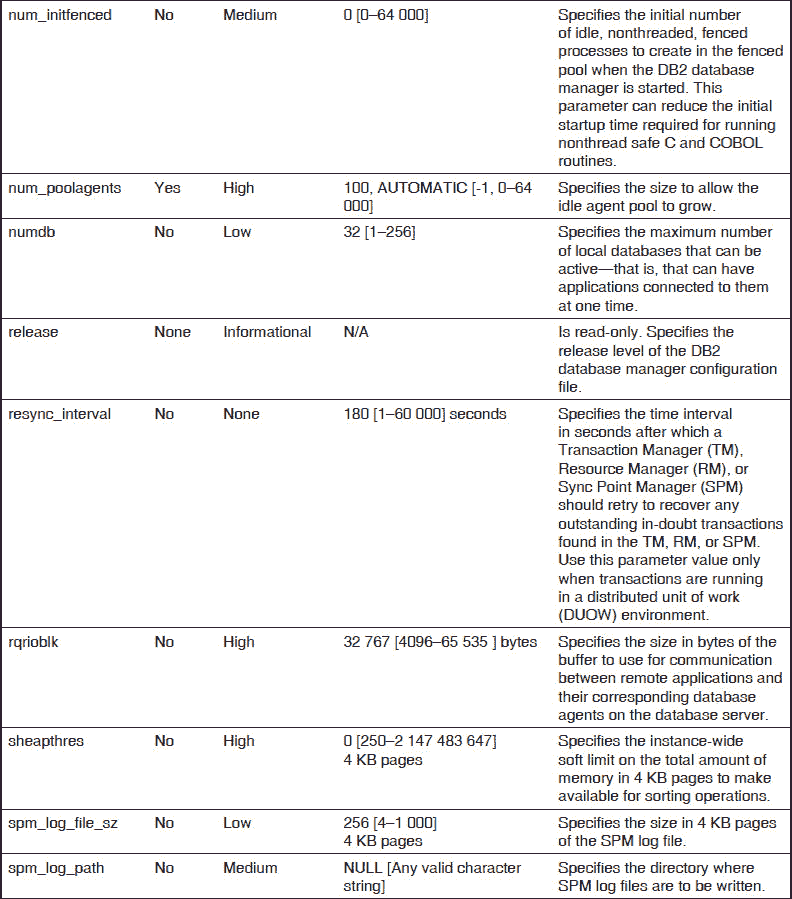 num_initfenced No Medium 0 [0–64 000] Specifies the initial number
of idle, nonthreaded, fenced
processes to create in the fenced
pool when the DB2 database
manager is started. This
parameter can reduce the initial
startup time required for running
nonthread safe C and COBOL
routines.
num_poolagents Yes High 100, AUTOMATIC [-1, 0–64 Specifies the size to allow the
000] idle agent pool to grow.
numdb No Low 32 [1–256] Specifies the maximum number
of local databases that can be
active—that is, that can have
applications connected to them
at one time.
release None Informational N/A Is read-only. Specifies the
release level of the DB2
database manager configuration
file.
resync_interval No None 180 [1–60 000] seconds Specifies the time interval
in seconds after which a
Transaction Manager (TM),
Resource Manager (RM), or
Sync Point Manager (SPM)
should retry to recover any
outstanding in-doubt transactions
found in the TM, RM, or SPM.
Use this parameter value only
when transactions are running
in a distributed unit of work
(DUOW) environment.
rqrioblk No High 32 767 [4096–65 535 ] bytes Specifies the size in bytes of the
buffer to use for communication
between remote applications and
their corresponding database
agents on the database server.
sheapthres No High 0 [250–2 147 483 647] Specifies the instance-wide
4 KB pages soft limit on the total amount of
memory in 4 KB pages to make
available for sorting operations.
spm_log_file_sz No Low 256 [4–1 000] Specifies the size in 4 KB pages
4 KB pages of the SPM log file.
spm_log_path No Medium NULL [Any valid character Specifies the directory where
string] SPM log files are to be written.